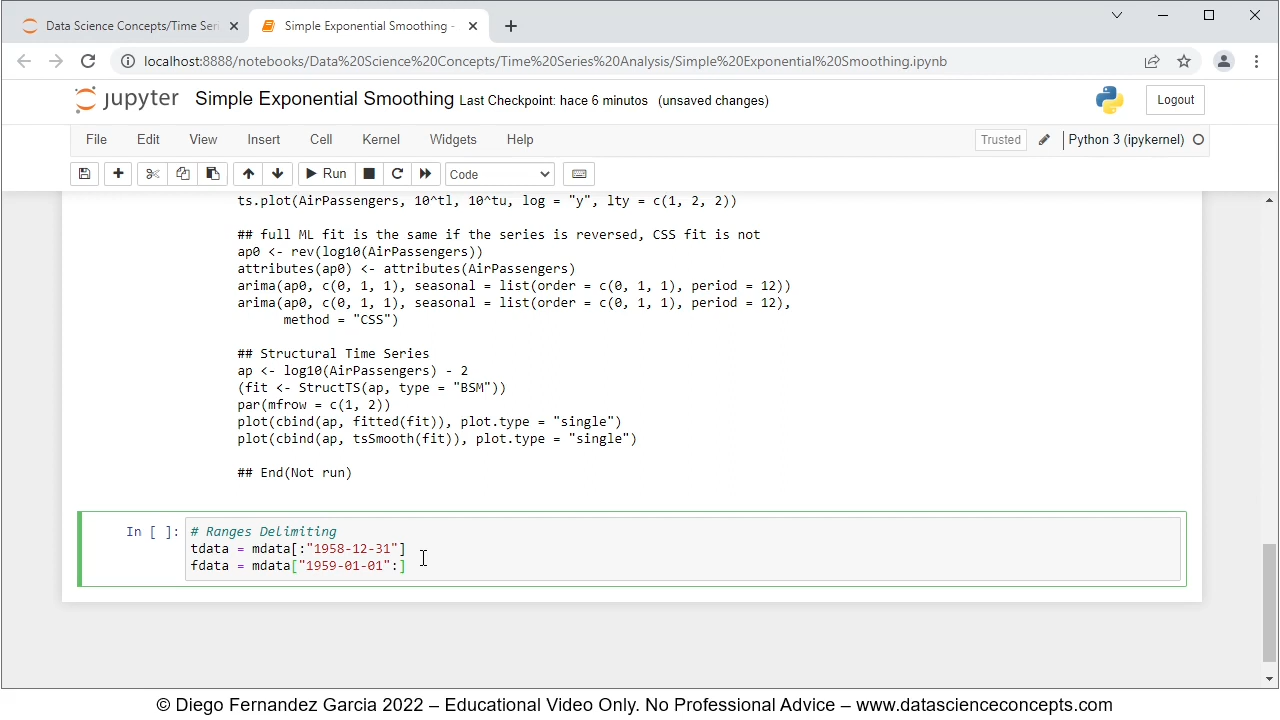 Data Science Concepts/Time Seri
Simple Exponential Smoothing -
localhost:8888/notebooks/Data%20Science%20Concepts/Time%20Series%20Analysis/Simple%20Exponential%20Smoothing.ipynb
jupyter Simple Exponential Smoothing Last Checkpoint: hace 6 minutos (unsaved changes)
Logout
File Edit View Insert Cell Kernel Widgets Help
Trusted Python 3 (ipykernel)
Run Code
ts.plot(AirPassengers, 10^tl, 10^tu, log = "y", lty = c(1, 2, 2))
## full ML fit is the same if the series is reversed, CSS fit is not
ap0 <- rev(log10(AirPassengers))
attributes(ap0) <- attributes(AirPassengers)
arima(ap0, c(0, 1, 1), seasonal = list(order = c(0, 1, 1), period = 12))
arima(ap0, c(0, 1, 1), seasonal = list(order = c(0, 1, 1), period = 12),
method = "CSS")
## Structural Time Series
ap <- log10(AirPassengers) - 2
(fit <- StructTS(ap, type = "BSM"))
par(mfrow = c(1, 2))
plot(cbind(ap, fitted(fit)), plot.type = "single")
plot(cbind(ap, tsSmooth(fit)), plot.type = "single")
## End(Not run)
In [ ]: # Ranges Delimiting
tdata = mdata[:"1958-12-31"]
fdata = mdata["1959-01-01":]
© Diego Fernandez Garcia 2022 – Educational Video Only. No Professional Advice – www.datascienceconcepts.com